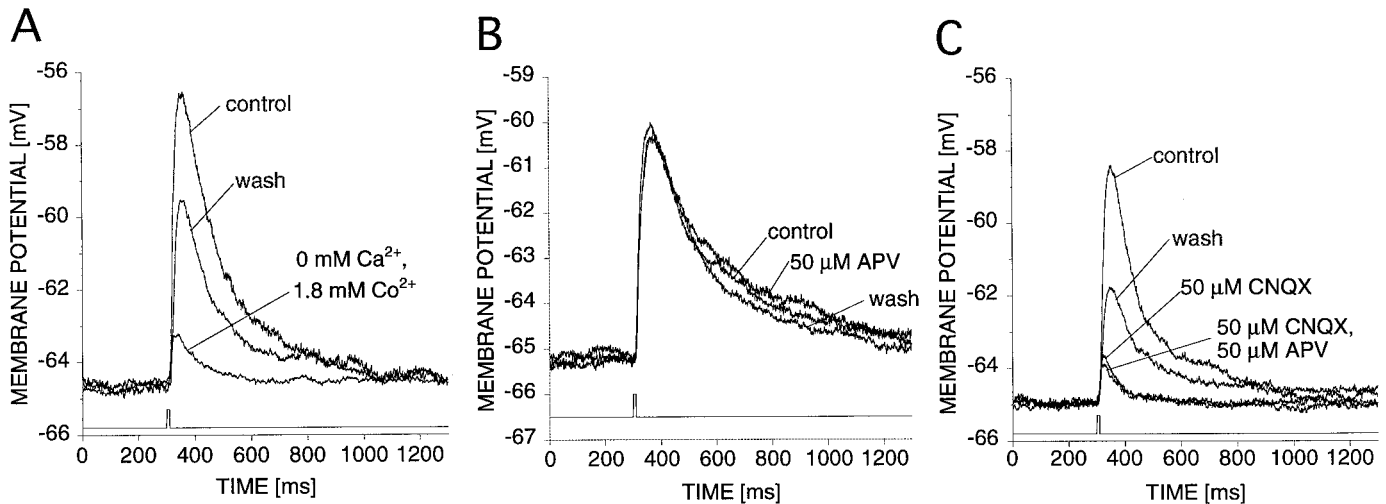 A
MEMBRANE POTENTIAL [mV]
-56
-58
-60
-62
-64
-66
control
wash
0 mM Ca²⁺,
1.8 mM Co²⁺
0 200 400 600 800 1000 1200
TIME [ms]
B
MEMBRANE POTENTIAL [mV]
-59
-60
-61
-62
-63
-64
-65
-66
-67
control
50 μM APV
wash
0 200 400 600 800 1000 1200
TIME [ms]
C
MEMBRANE POTENTIAL [mV]
-56
-58
-60
-62
-64
-66
control
wash
50 μM CNQX
50 μM CNQX,
50 μM APV
0 200 400 600 800 1000 1200
TIME [ms]